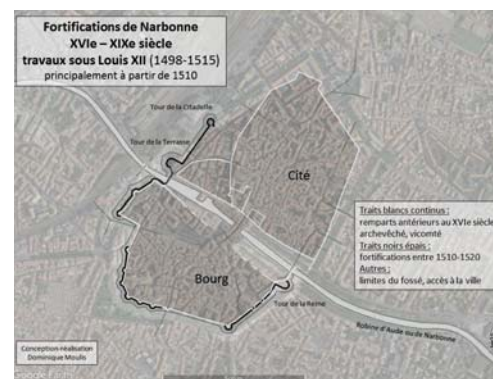 Fortifications de Narbonne
XVIe – XIXe siècle
travaux sous Louis XII (1498-1515)
principalement à partir de 1510
Tour de la Citadelle
Tour de la Terrasse
Cité
Traits blancs continus :
remparts antérieurs au XVIe siècle
archevêché, vicomté
Traits noirs épais :
fortifications entre 1510-1520
Autres :
limites du fossé, accès à la ville
Bourg
Tour de la Reine
Robine d'Aude ou de Narbonne
Conception-réalisation
Dominique Moulis
Google Earth